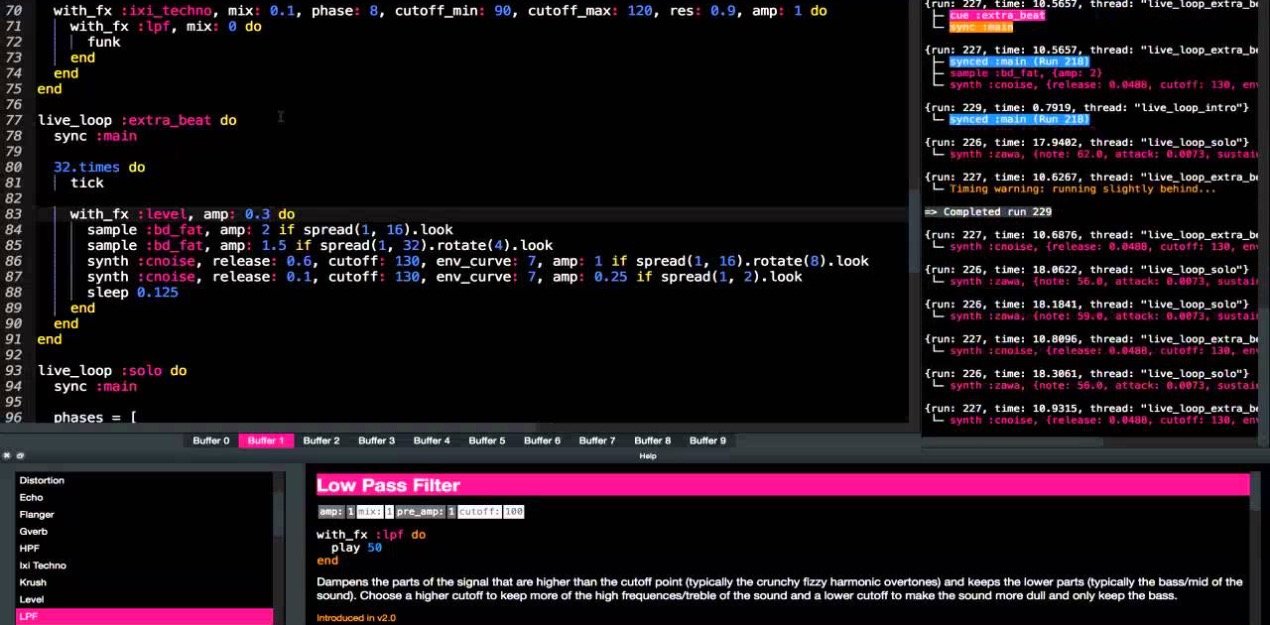 70 with_fx :ixi_techno, mix: 0.1, phase: 8, cutoff_min: 90, cutoff_max: 120, res: 0.9, amp: 1 do
71 with_fx :lpf, mix: 0 do
72 funk
73 end
74 end
75 end
76
77 live_loop :extra_beat do
78 sync :main
79
80 32.times do
81 tick
82
83 with_fx :level, amp: 0.3 do
84 sample :bd_fat, amp: 2 if spread(1, 16).look
85 sample :bd_fat, amp: 1.5 if spread(1, 32).rotate(4).look
86 synth :cnoise, release: 0.6, cutoff: 130, env_curve: 7, amp: 1 if spread(1, 16).rotate(8).look
87 synth :cnoise, release: 0.1, cutoff: 130, env_curve: 7, amp: 0.25 if spread(1, 2).look
88 sleep 0.125
89 end
90 end
91 end
92
93 live_loop :solo do
94 sync :main
95
96 phases = [
{run: 227, time: 10.5657, thread: "live_loop_extra_be
cue :extra_beat
sync :main
{run: 227, time: 10.5657, thread: "live_loop_extra_be
synced :main (Run 218)
sample :bd_fat, {amp: 2}
synth :cnoise, {release: 0.0488, cutoff: 130, env
{run: 229, time: 0.7919, thread: "live_loop_intro"}
synced :main (Run 218)
{run: 226, time: 17.9402, thread: "live_loop_solo"}
synth :zawa, {note: 62.0, attack: 0.0073, sustai
{run: 227, time: 10.6267, thread: "live_loop_extra_be
Timing warning: running slightly behind...
=> Completed run 229
{run: 227, time: 10.6876, thread: "live_loop_extra_be
synth :cnoise, {release: 0.0488, cutoff: 130, env
{run: 226, time: 18.0622, thread: "live_loop_solo"}
synth :zawa, {note: 56.0, attack: 0.0073, sustai
{run: 226, time: 18.1841, thread: "live_loop_solo"}
synth :zawa, {note: 59.0, attack: 0.0073, sustai
{run: 227, time: 10.8096, thread: "live_loop_extra_be
synth :cnoise, {release: 0.0488, cutoff: 130, env
{run: 226, time: 18.3061, thread: "live_loop_solo"}
synth :zawa, {note: 56.0, attack: 0.0073, sustai
{run: 227, time: 10.9315, thread: "live_loop_extra_be
synth :cnoise, {release: 0.0488, cutoff: 130, env
Buffer 0 Buffer 1 Buffer 2 Buffer 3 Buffer 4 Buffer 5 Buffer 6 Buffer 7 Buffer 8 Buffer 9
Help
Distortion
Echo
Flanger
Gverb
HPF
Ixi Techno
Krush
Level
LPF
Low Pass Filter
amp: 1 mix: 1 pre_amp: 1 cutoff: 100
with_fx :lpf do
play 50
end
Dampens the parts of the signal that are higher than the cutoff point (typically the crunchy fizzy harmonic overtones) and keeps the lower parts (typically the bass/mid of the
sound). Choose a higher cutoff to keep more of the high frequences/treble of the sound and a lower cutoff to make the sound more dull and only keep the bass.
Introduced in v2.0